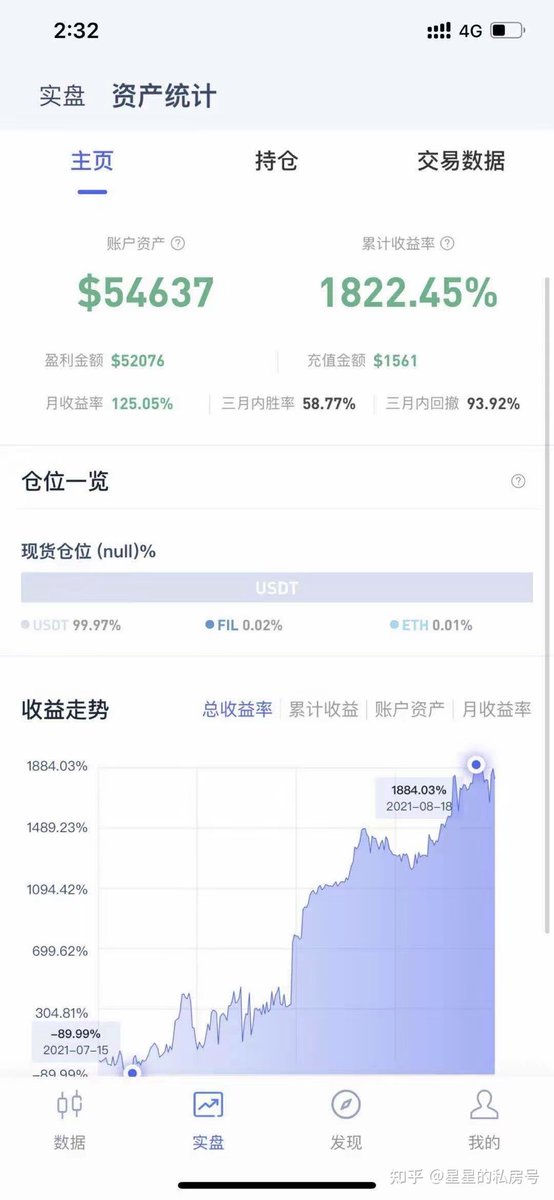 2:32 4G
实盘 资产统计
主页 持仓 交易数据
账户资产 ? 累计收益率 ?
$54637 1822.45%
盈利金额 $52076 充值金额 $1561
月收益率 125.05% 三月内胜率 58.77% 三月内回撤 93.92%
仓位一览 ?
现货仓位 (null)%
USDT
USDT 99.97% FIL 0.02% ETH 0.01%
收益走势 总收益率 累计收益 账户资产 月收益率
1884.03%
1884.03%
2021-08-18
1489.23%
1094.42%
699.62%
304.81%
-89.99%
2021-07-15
-89.99%
数据 实盘 发现 我的
知乎 @星星的私房号